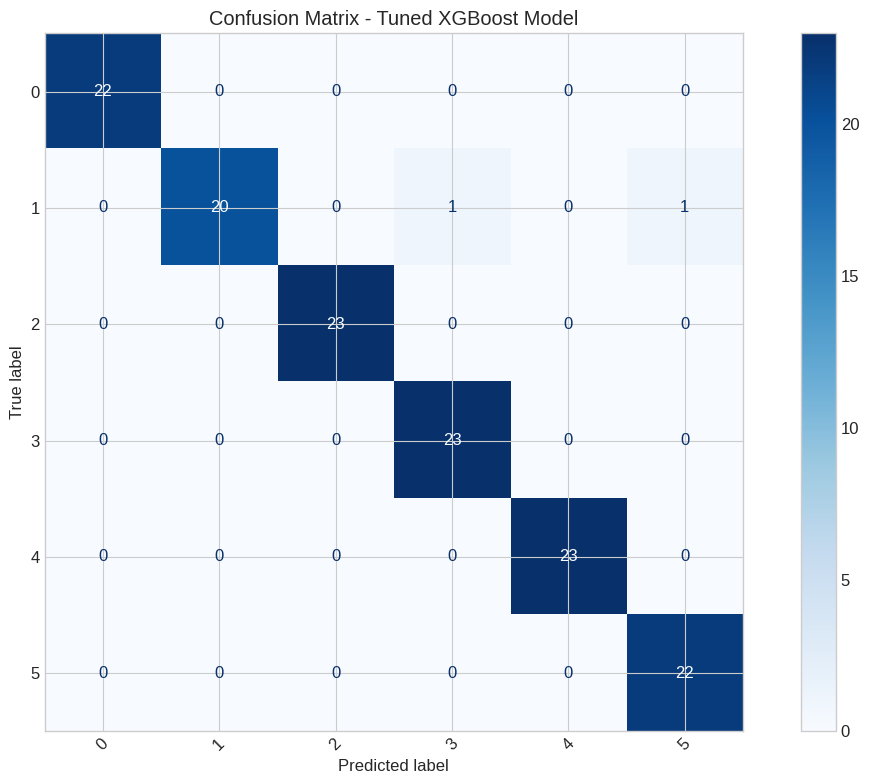 Confusion Matrix - Tuned XGBoost Model
0 22 0 0 0 0 0
1 0 20 0 1 0 1
2 0 0 23 0 0 0
3 0 0 0 23 0 0
4 0 0 0 0 23 0
5 0 0 0 0 0 22
True label
0 1 2 3 4 5
Predicted label
20
15
10
5
0